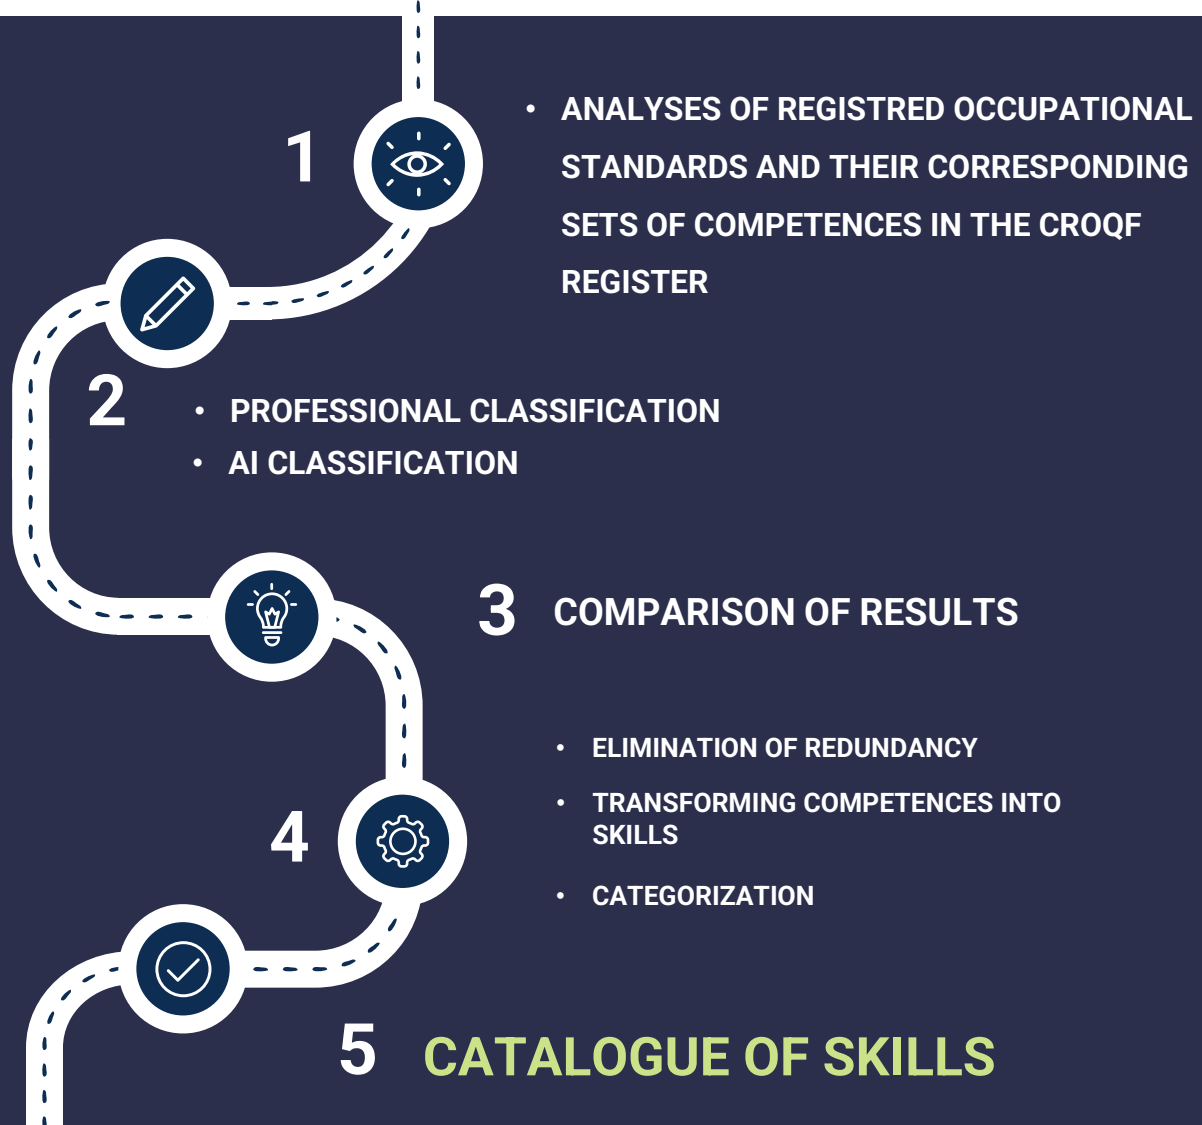 1
• ANALYSES OF REGISTRED OCCUPATIONAL
STANDARDS AND THEIR CORRESPONDING
SETS OF COMPETENCES IN THE CROQF
REGISTER
2
• PROFESSIONAL CLASSIFICATION
• AI CLASSIFICATION
3 COMPARISON OF RESULTS
4
• ELIMINATION OF REDUNDANCY
• TRANSFORMING COMPETENCES INTO
SKILLS
• CATEGORIZATION
5 CATALOGUE OF SKILLS